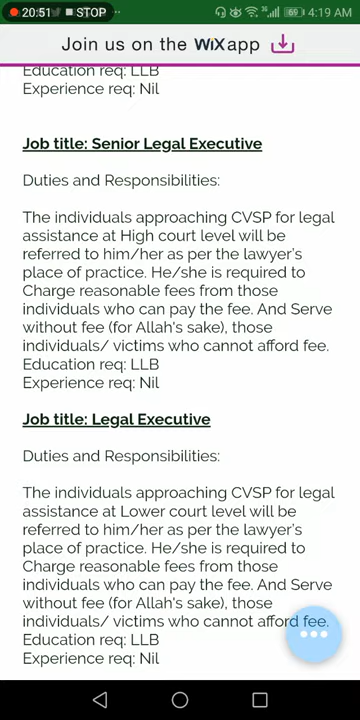 20:51 STOP 69 4:19 AM
Join us on the WiX app
Education req: LLB
Experience req: Nil
Job title: Senior Legal Executive
Duties and Responsibilities:
The individuals approaching CVSP for legal
assistance at High court level will be
referred to him/her as per the lawyer's
place of practice. He/she is required to
Charge reasonable fees from those
individuals who can pay the fee. And Serve
without fee (for Allah's sake), those
individuals/ victims who cannot afford fee.
Education req: LLB
Experience req: Nil
Job title: Legal Executive
Duties and Responsibilities:
The individuals approaching CVSP for legal
assistance at Lower court level will be
referred to him/her as per the lawyer's
place of practice. He/she is required to
Charge reasonable fees from those
individuals who can pay the fee. And Serve
without fee (for Allah's sake), those
individuals/ victims who cannot afford fee.
Education req: LLB
Experience req: Nil